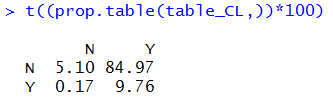 > t((prop.table(table_CL,))*100)
N Y
N 5.10 84.97
Y 0.17 9.76